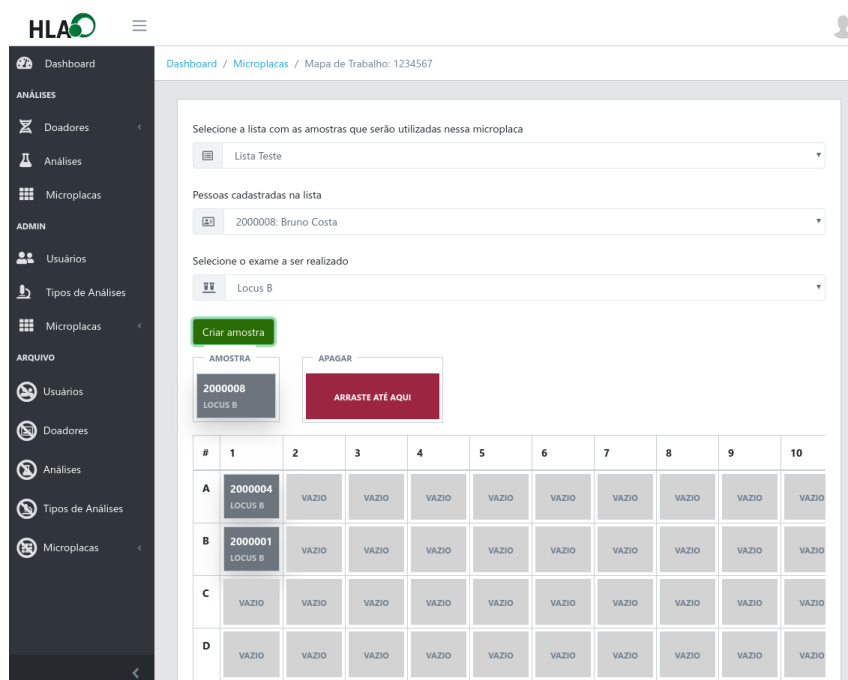 HLA
Dashboard
ANÁLISES
Doadores
Análises
Microplacas
ADMIN
Usuários
Tipos de Análises
Microplacas
ARQUIVO
Usuários
Doadores
Análises
Tipos de Análises
Microplacas
Dashboard / Microplacas / Mapa de Trabalho: 1234567
Selecione a lista com as amostras que serão utilizadas nessa microplaca
Lista Teste
Pessoas cadastradas na lista
2000008: Bruno Costa
Selecione o exame a ser realizado
Locus B
Criar amostra
AMOSTRA APAGAR
2000008
LOCUS B
ARRASTE ATÉ AQUI
# 1 2 3 4 5 6 7 8 9 10
A 2000004 LOCUS B VAZIO VAZIO VAZIO VAZIO VAZIO VAZIO VAZIO VAZIO VAZIO
B 2000001 LOCUS B VAZIO VAZIO VAZIO VAZIO VAZIO VAZIO VAZIO VAZIO VAZIO
C VAZIO VAZIO VAZIO VAZIO VAZIO VAZIO VAZIO VAZIO VAZIO VAZIO
D VAZIO VAZIO VAZIO VAZIO VAZIO VAZIO VAZIO VAZIO VAZIO VAZIO